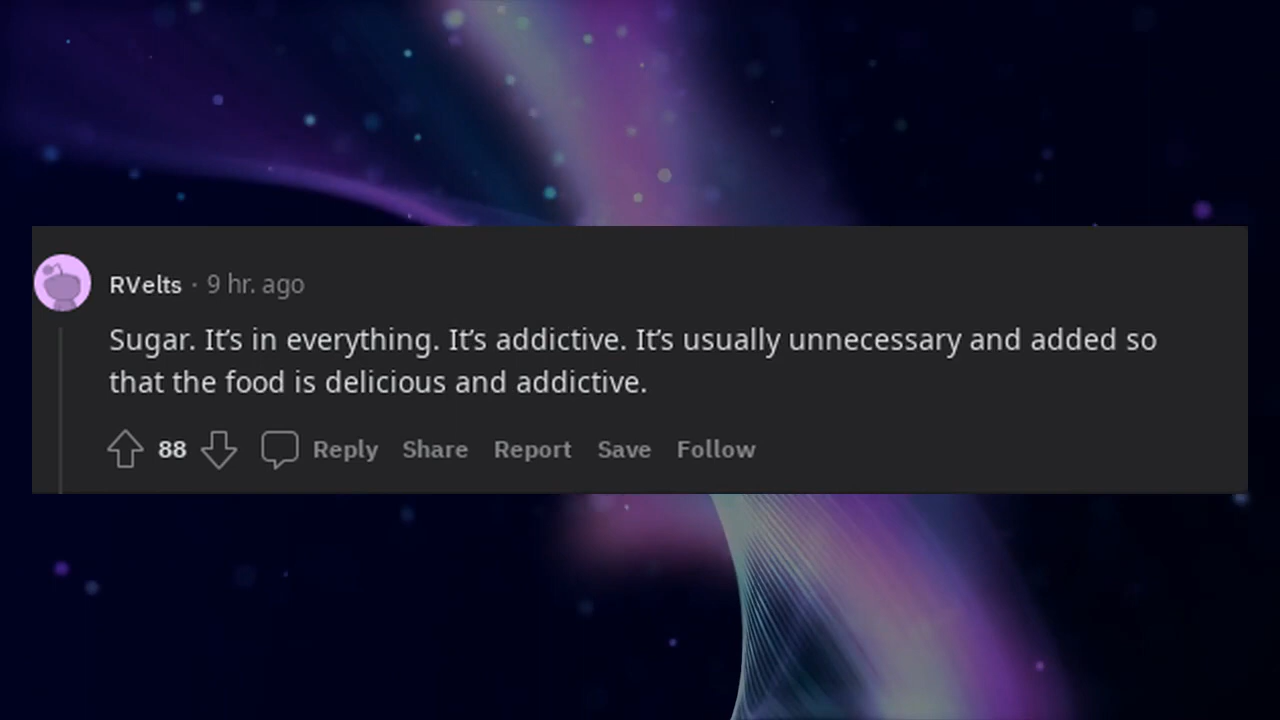 RVelts · 9 hr. ago
Sugar. It’s in everything. It’s addictive. It’s usually unnecessary and added so
that the food is delicious and addictive.
88 Reply Share Report Save Follow